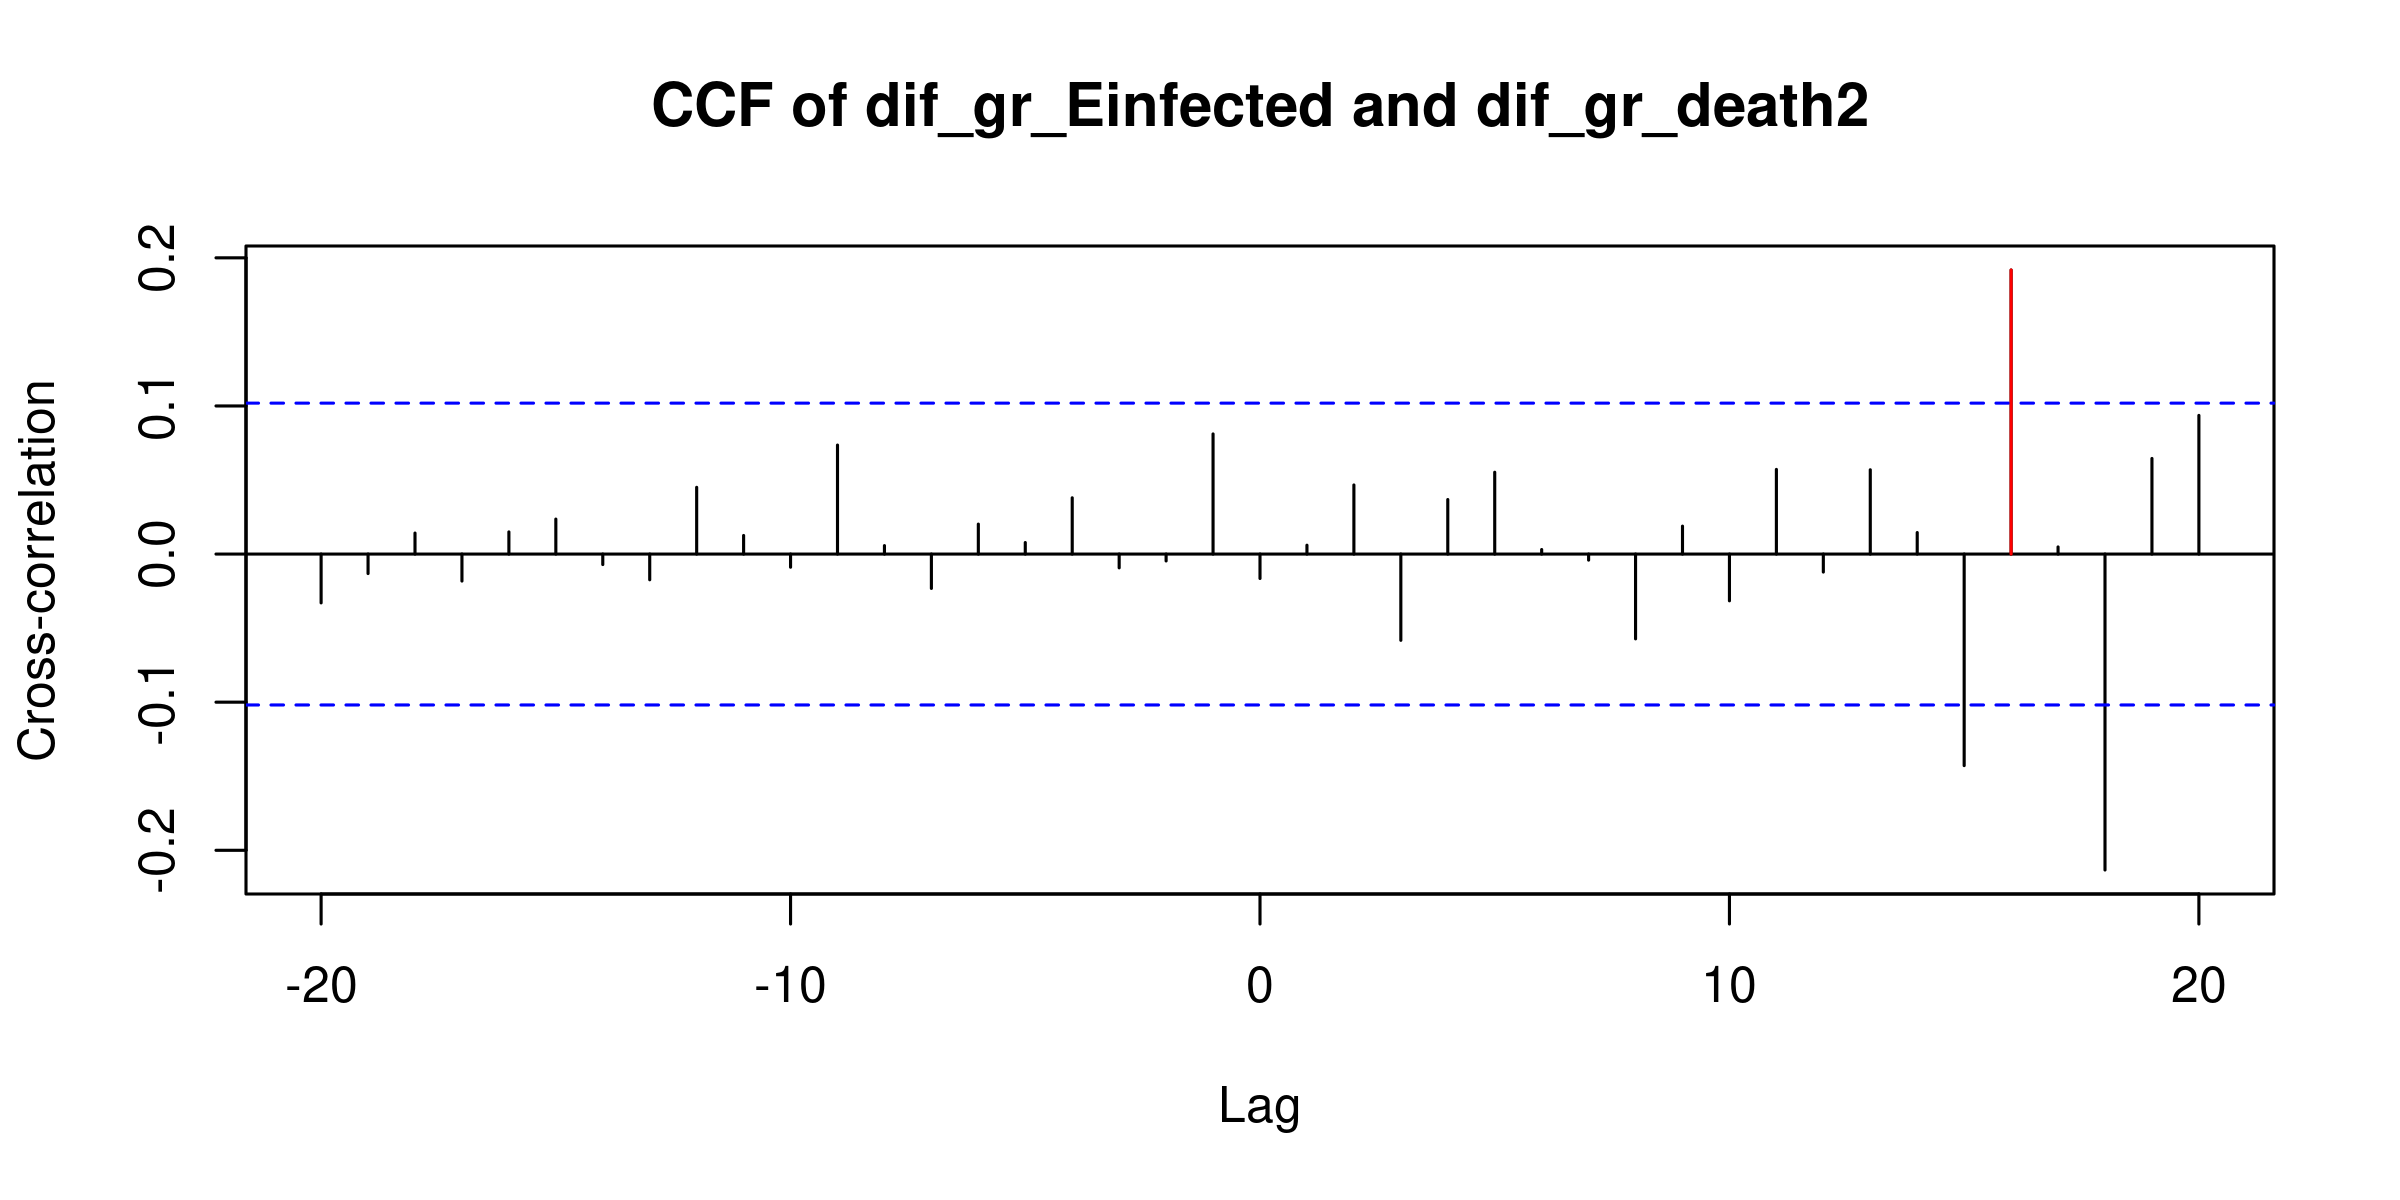 CCF of dif_gr_Einfected and dif_gr_death2
Cross-correlation
0.2
0.1
0.0
-0.1
-0.2
-20 -10 0 10 20
Lag